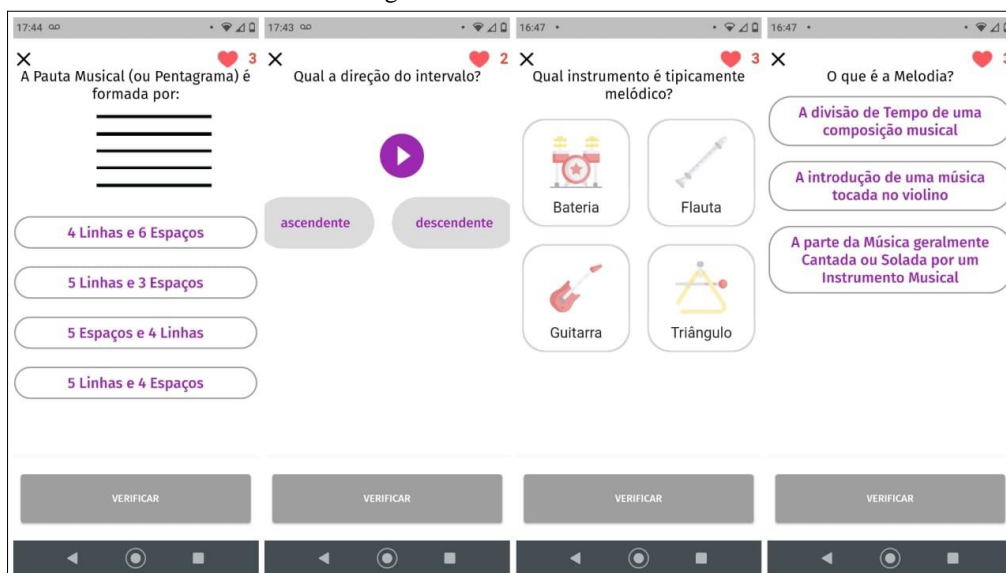 17:44
3
A Pauta Musical (ou Pentagrama) é
formada por:
4 Linhas e 6 Espaços
5 Linhas e 3 Espaços
5 Espaços e 4 Linhas
5 Linhas e 4 Espaços
VERIFICAR
17:43
2
Qual a direção do intervalo?
ascendente
descendente
VERIFICAR
16:47
3
Qual instrumento é tipicamente
melódico?
Bateria
Flauta
Guitarra
Triângulo
VERIFICAR
16:47
3
O que é a Melodia?
A divisão de Tempo de uma
composição musical
A introdução de uma música
tocada no violino
A parte da Música geralmente
Cantada ou Solada por um
Instrumento Musical
VERIFICAR